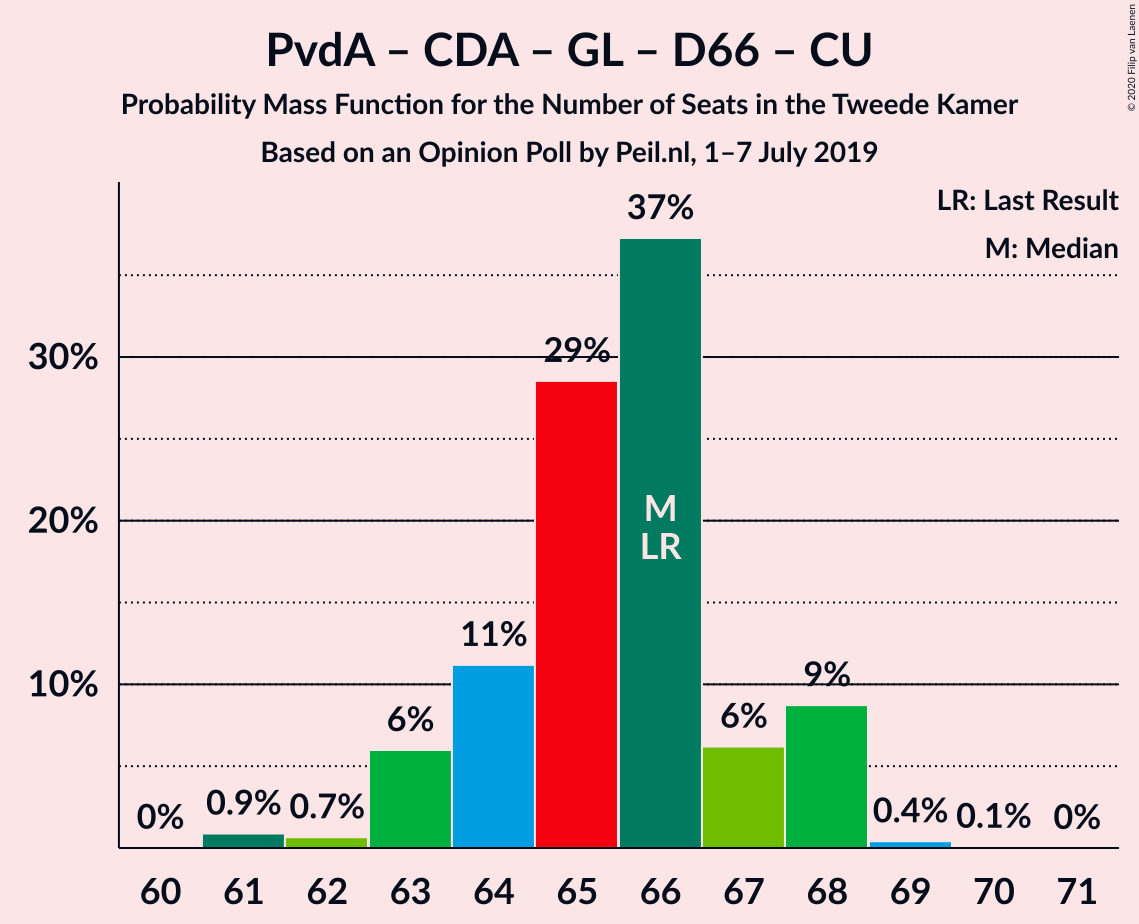 PvdA – CDA – GL – D66 – CU
Probability Mass Function for the Number of Seats in the Tweede Kamer
Based on an Opinion Poll by Peil.nl, 1–7 July 2019
© 2020 Filip van Laenen
LR: Last Result
M: Median
30%
20%
10%
0%
0.9%
0.7%
6%
11%
29%
37%
6%
9%
0.4%
0.1%
0%
M
LR
60 61 62 63 64 65 66 67 68 69 70 71